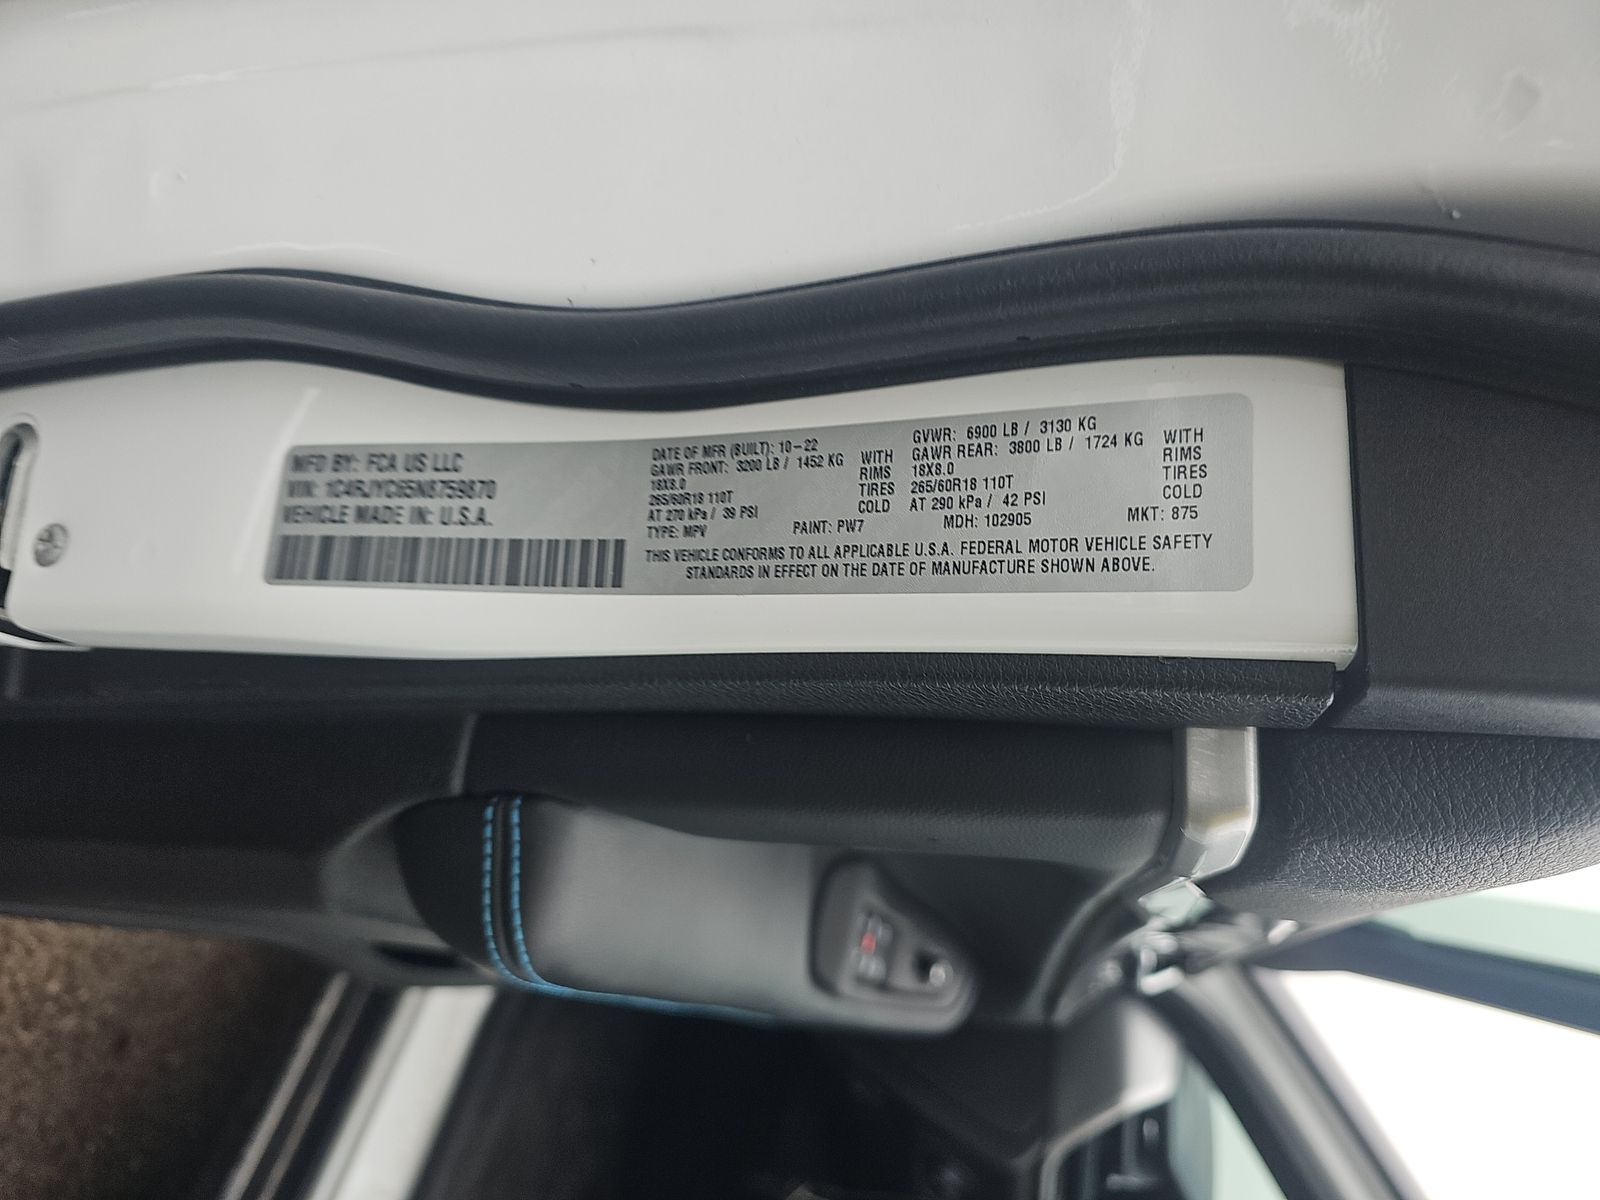 MFD BY: FCA US LLC
VIN: 1C4RJYC65N8759870
VEHICLE MADE IN: U.S.A.
DATE OF MFR (BUILT): 10-22
GAWR FRONT: 3200 LB / 1452 KG WITH
18X8.0 RIMS
265/60R18 110T TIRES
AT 270 kPa / 39 PSI COLD
TYPE: MPV PAINT: PW7
GVWR: 6900 LB / 3130 KG
GAWR REAR: 3800 LB / 1724 KG WITH
18X8.0 RIMS
265/60R18 110T TIRES
AT 290 kPa / 42 PSI COLD
MDH: 102905 MKT: 875
THIS VEHICLE CONFORMS TO ALL APPLICABLE U.S.A. FEDERAL MOTOR VEHICLE SAFETY
STANDARDS IN EFFECT ON THE DATE OF MANUFACTURE SHOWN ABOVE.